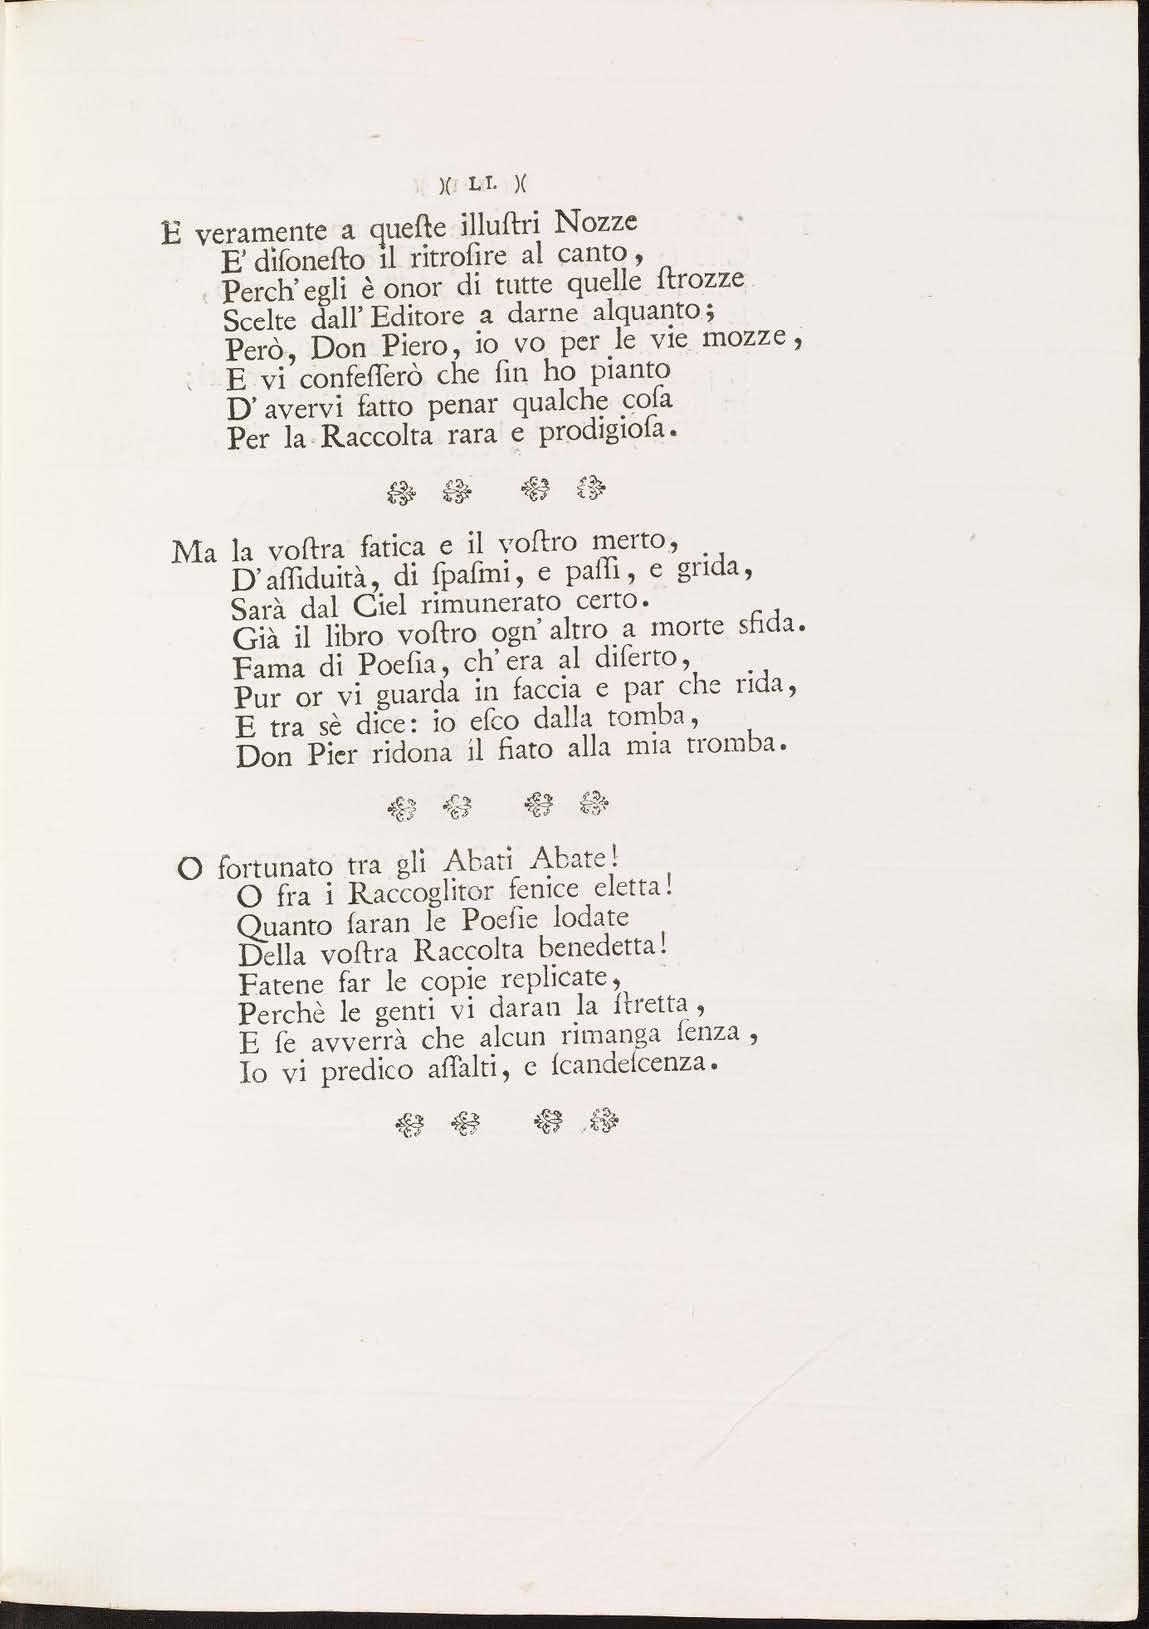 )( LI. )(
E veramente a queſte illuſtri Nozze
E' diſoneſto il ritroſire al canto,
Perch' egli è onor di tutte quelle ſtrozze
Scelte dall' Editore a darne alquanto;
Però, Don Piero, io vo per le vie mozze,
E vi confeſſerò che ſin ho pianto
D' avervi fatto penar qualche coſa
Per la Raccolta rara e prodigioſa.
Ma la voſtra fatica e il voſtro merto,
D' aſſiduità, di ſpaſmi, e paſſi, e grida,
Sarà dal Ciel rimunerato certo.
Già il libro voſtro ogn' altro a morte sfida.
Fama di Poeſia, ch' era al diſerto,
Pur or vi guarda in faccia e par che rida,
E tra sè dice: io eſco dalla tomba,
Don Pier ridona il fiato alla mia tromba.
O fortunato tra gli Abati Abate!
O fra i Raccoglitor fenice eletta!
Quanto ſaran le Poeſie lodate
Della voſtra Raccolta benedetta!
Fatene far le copie replicate,
Perchè le genti vi daran la ſtretta,
E ſe avverrà che alcun rimanga ſenza,
Io vi predico aſſalti, e ſcandeſcenza.